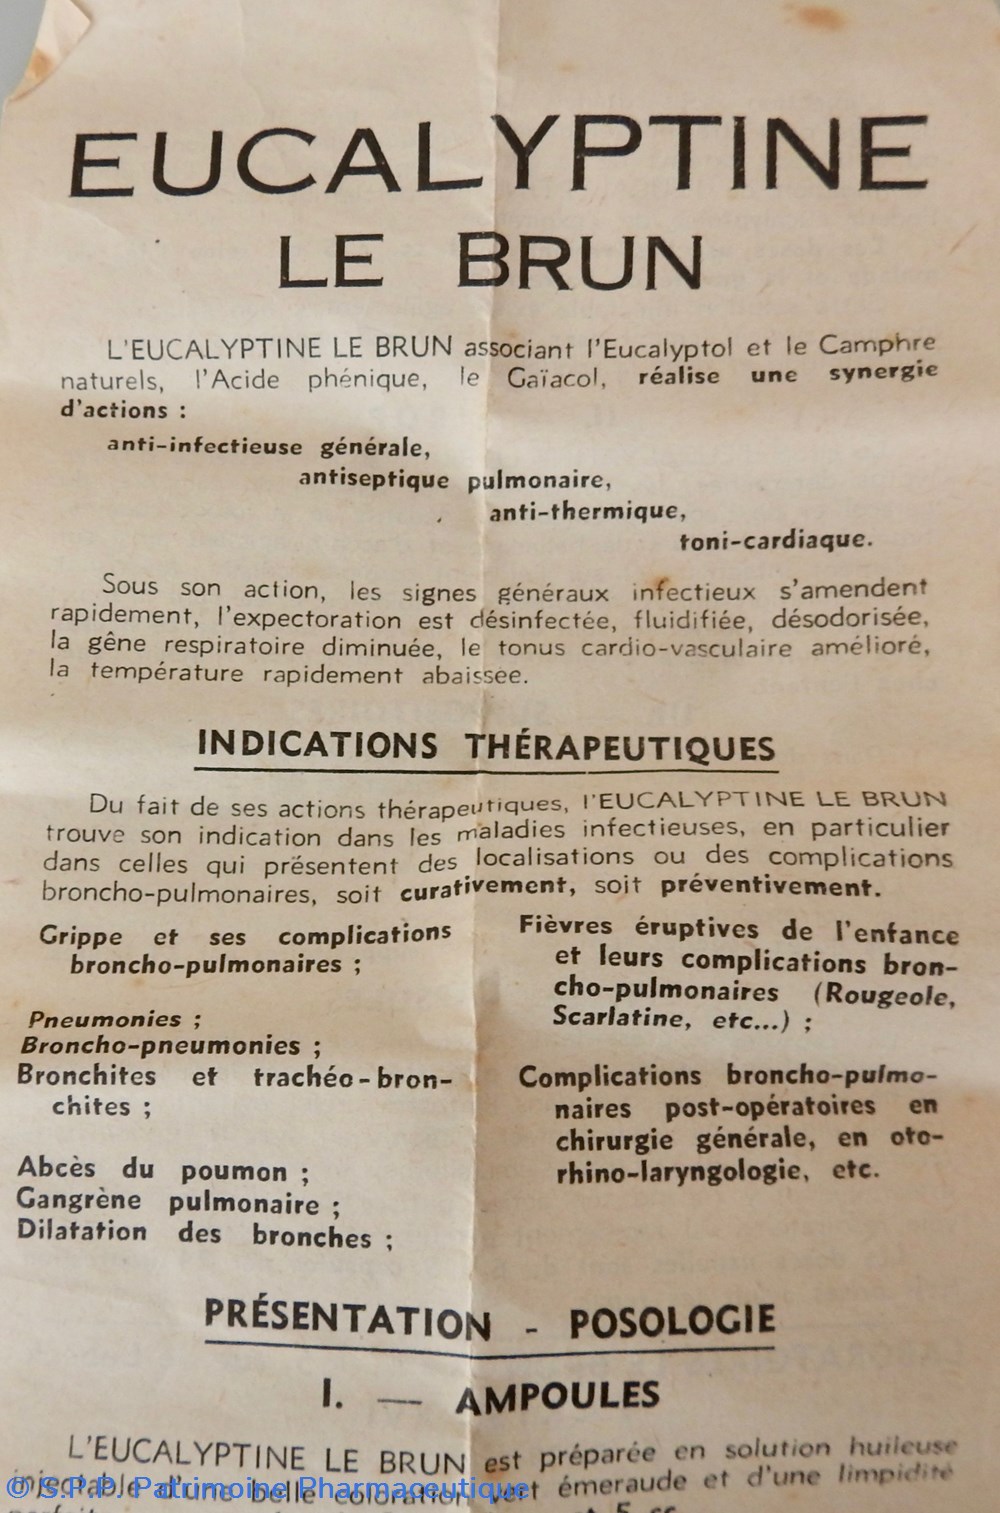 EUCALYPTINE
LE BRUN
L'EUCALYPTINE LE BRUN associant l'Eucalyptol et le Camphre
naturels, l'Acide phénique, le Gaïacol, réalise une synergie
d'actions :
anti-infectieuse générale,
antiseptique pulmonaire,
anti-thermique,
toni-cardiaque.
Sous son action, les signes généraux infectieux s'amendent
rapidement, l'expectoration est désinfectée, fluidifiée, désodorisée,
la gêne respiratoire diminuée, le tonus cardio-vasculaire amélioré,
la température rapidement abaissée.
INDICATIONS THÉRAPEUTIQUES
Du fait de ses actions thérapeutiques, l'EUCALYPTINE LE BRUN
trouve son indication dans les maladies infectieuses, en particulier
dans celles qui présentent des localisations ou des complications
broncho-pulmonaires, soit curativement, soit préventivement.
Grippe et ses complications
broncho-pulmonaires ;
Pneumonies ;
Broncho-pneumonies ;
Bronchites et trachéo-bron-
chites ;
Abcès du poumon ;
Gangrène pulmonaire ;
Dilatation des bronches ;
Fièvres éruptives de l'enfance
et leurs complications bron-
cho-pulmonaires (Rougeole,
Scarlatine, etc...) ;
Complications broncho-pulmo-
naires post-opératoires en
chirurgie générale, en oto-
rhino-laryngologie, etc.
PRÉSENTATION - POSOLOGIE
I. — AMPOULES
L'EUCALYPTINE LE BRUN est préparée en solution huileuse
injectable d'une belle coloration vert émeraude et d'une limpidité
5 cc
© S.P.P. Patrimoine Pharmaceutique